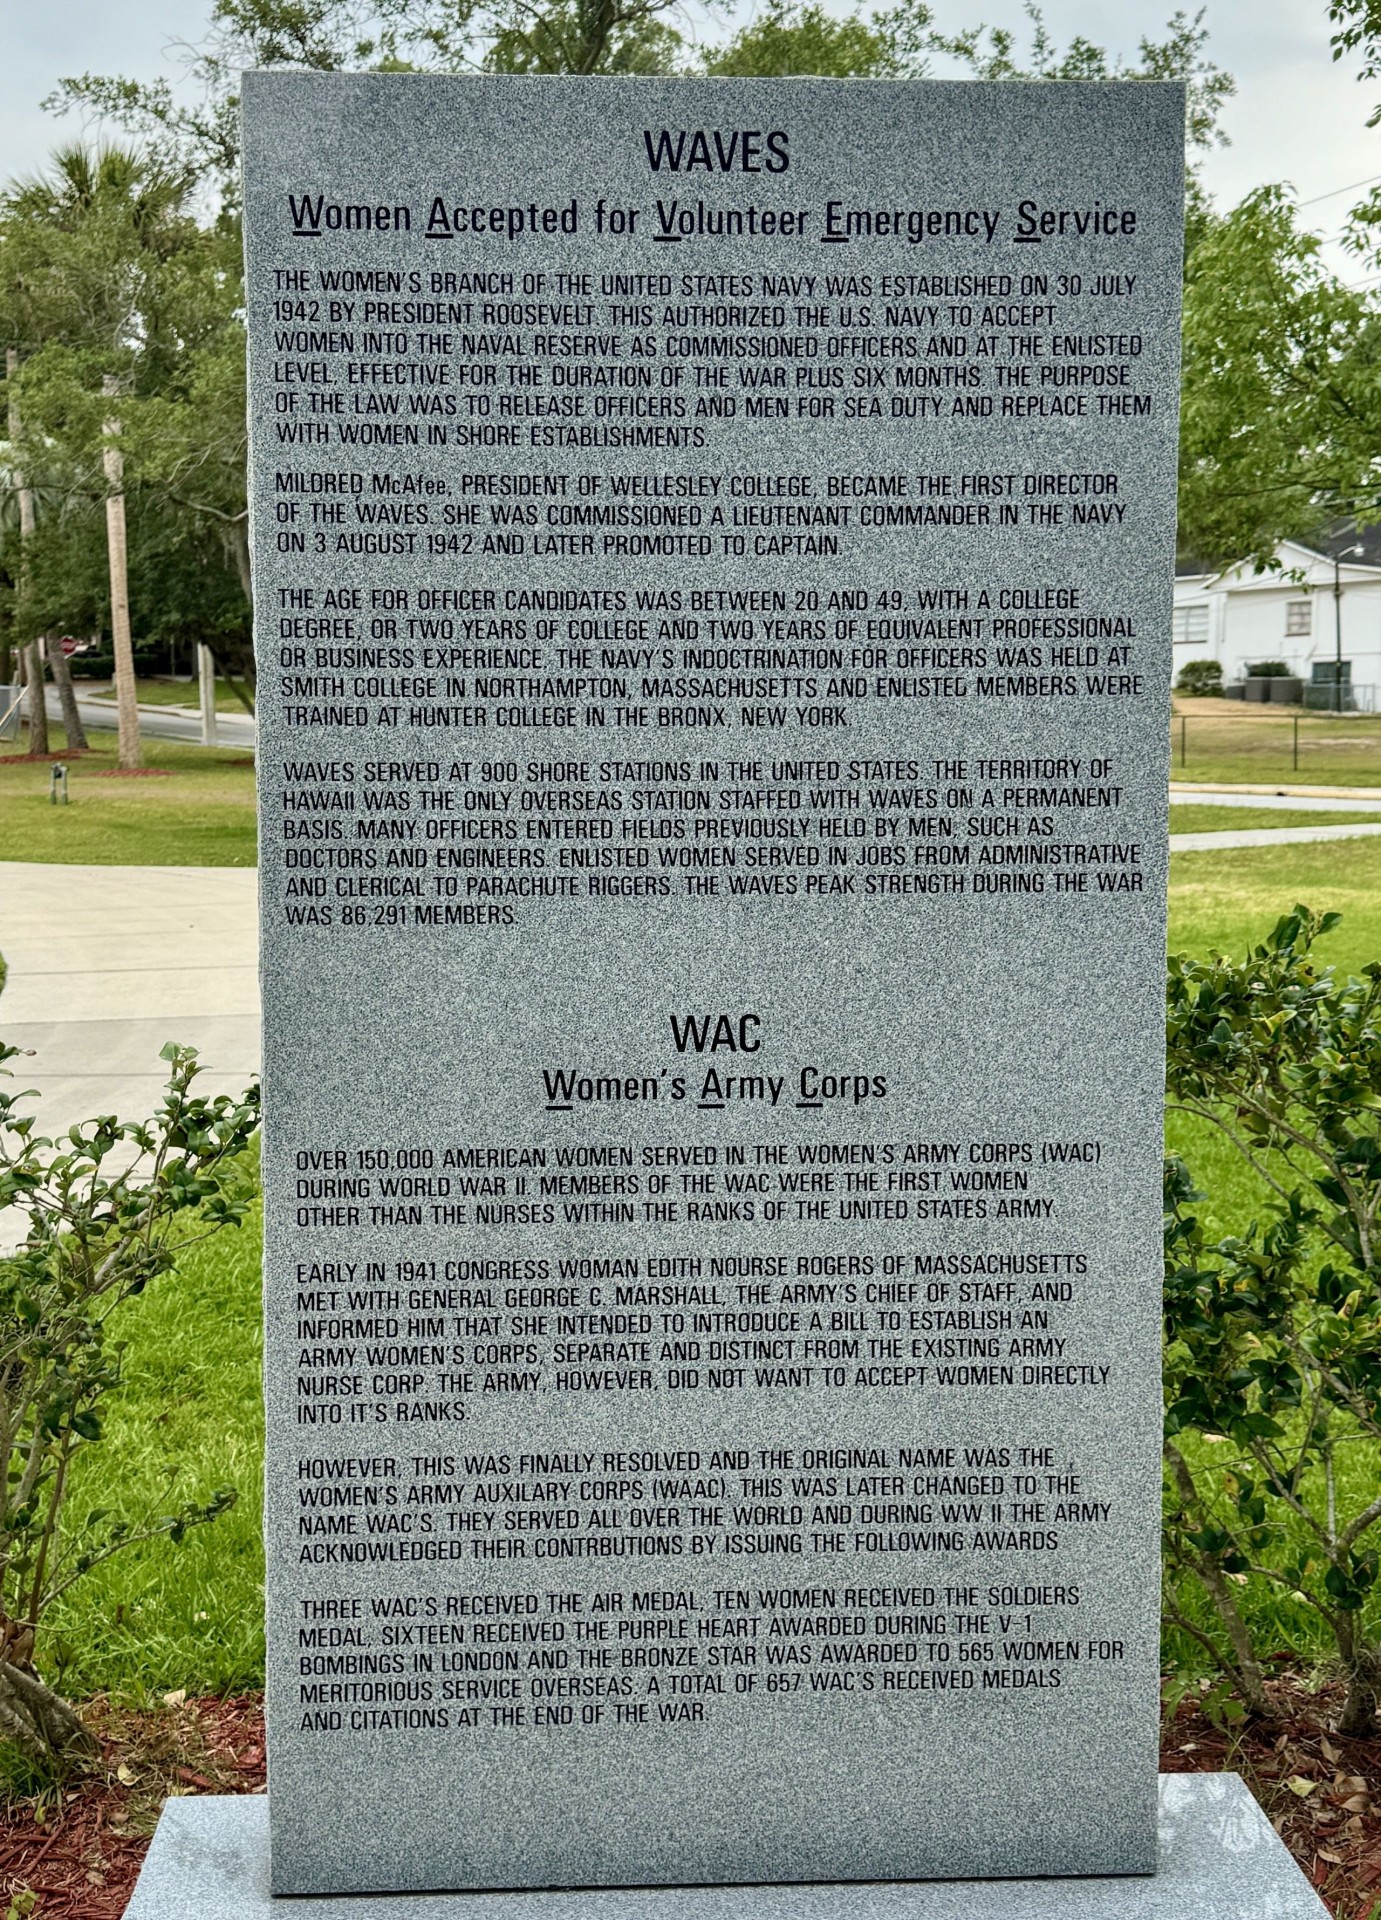 WAVES
Women Accepted for Volunteer Emergency Service
THE WOMEN'S BRANCH OF THE UNITED STATES NAVY WAS ESTABLISHED ON 30 JULY
1942 BY PRESIDENT ROOSEVELT. THIS AUTHORIZED THE U.S. NAVY TO ACCEPT
WOMEN INTO THE NAVAL RESERVE AS COMMISSIONED OFFICERS AND AT THE ENLISTED
LEVEL, EFFECTIVE FOR THE DURATION OF THE WAR PLUS SIX MONTHS. THE PURPOSE
OF THE LAW WAS TO RELEASE OFFICERS AND MEN FOR SEA DUTY AND REPLACE THEM
WITH WOMEN IN SHORE ESTABLISHMENTS.
MILDRED McAfee, PRESIDENT OF WELLESLEY COLLEGE, BECAME THE FIRST DIRECTOR
OF THE WAVES. SHE WAS COMMISSIONED A LIEUTENANT COMMANDER IN THE NAVY
ON 3 AUGUST 1942 AND LATER PROMOTED TO CAPTAIN.
THE AGE FOR OFFICER CANDIDATES WAS BETWEEN 20 AND 49, WITH A COLLEGE
DEGREE, OR TWO YEARS OF COLLEGE AND TWO YEARS OF EQUIVALENT PROFESSIONAL
OR BUSINESS EXPERIENCE. THE NAVY'S INDOCTRINATION FOR OFFICERS WAS HELD AT
SMITH COLLEGE IN NORTHAMPTON, MASSACHUSETTS AND ENLISTED MEMBERS WERE
TRAINED AT HUNTER COLLEGE IN THE BRONX, NEW YORK.
WAVES SERVED AT 900 SHORE STATIONS IN THE UNITED STATES. THE TERRITORY OF
HAWAII WAS THE ONLY OVERSEAS STATION STAFFED WITH WAVES ON A PERMANENT
BASIS. MANY OFFICERS ENTERED FIELDS PREVIOUSLY HELD BY MEN, SUCH AS
DOCTORS AND ENGINEERS. ENLISTED WOMEN SERVED IN JOBS FROM ADMINISTRATIVE
AND CLERICAL TO PARACHUTE RIGGERS. THE WAVES PEAK STRENGTH DURING THE WAR
WAS 86,291 MEMBERS.
WAC
Women's Army Corps
OVER 150,000 AMERICAN WOMEN SERVED IN THE WOMEN'S ARMY CORPS (WAC)
DURING WORLD WAR II. MEMBERS OF THE WAC WERE THE FIRST WOMEN
OTHER THAN THE NURSES WITHIN THE RANKS OF THE UNITED STATES ARMY.
EARLY IN 1941 CONGRESS WOMAN EDITH NOURSE ROGERS OF MASSACHUSETTS
MET WITH GENERAL GEORGE C. MARSHALL, THE ARMY'S CHIEF OF STAFF, AND
INFORMED HIM THAT SHE INTENDED TO INTRODUCE A BILL TO ESTABLISH AN
ARMY WOMEN'S CORPS, SEPARATE AND DISTINCT FROM THE EXISTING ARMY
NURSE CORP. THE ARMY, HOWEVER, DID NOT WANT TO ACCEPT WOMEN DIRECTLY
INTO IT'S RANKS.
HOWEVER, THIS WAS FINALLY RESOLVED AND THE ORIGINAL NAME WAS THE
WOMEN'S ARMY AUXILARY CORPS (WAAC). THIS WAS LATER CHANGED TO THE
NAME WAC'S. THEY SERVED ALL OVER THE WORLD AND DURING WW II THE ARMY
ACKNOWLEDGED THEIR CONTRBUTIONS BY ISSUING THE FOLLOWING AWARDS
THREE WAC'S RECEIVED THE AIR MEDAL, TEN WOMEN RECEIVED THE SOLDIERS
MEDAL, SIXTEEN RECEIVED THE PURPLE HEART AWARDED DURING THE V-1
BOMBINGS IN LONDON AND THE BRONZE STAR WAS AWARDED TO 565 WOMEN FOR
MERITORIOUS SERVICE OVERSEAS. A TOTAL OF 657 WAC'S RECEIVED MEDALS
AND CITATIONS AT THE END OF THE WAR.